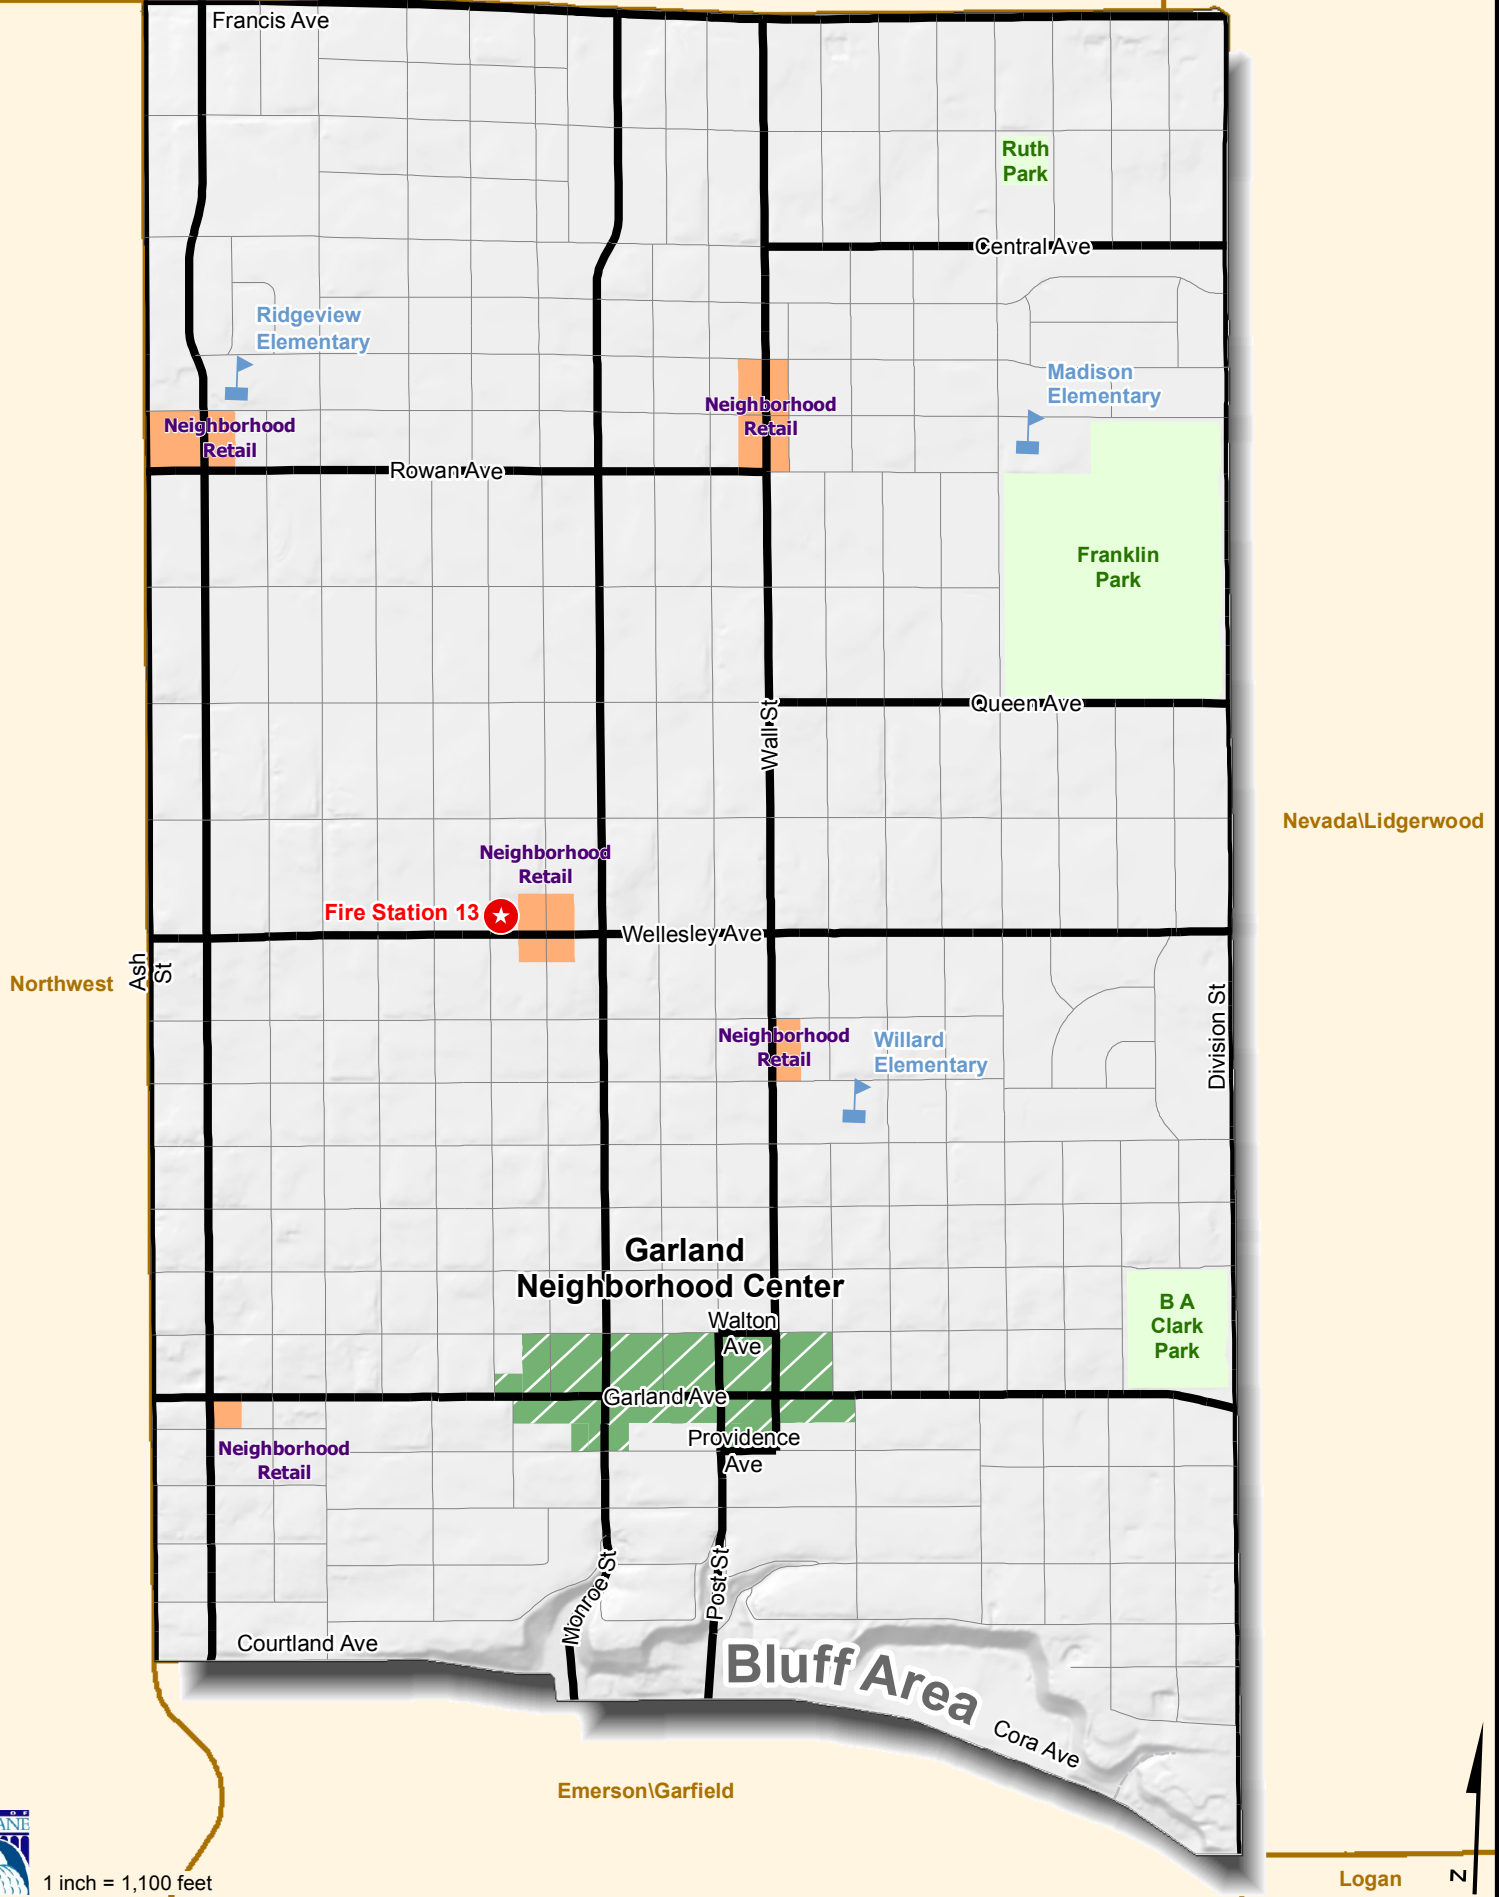 Francis Ave
Ruth
Park
Central Ave
Ridgeview
Elementary
Madison
Elementary
Neighborhood
Retail
Neighborhood
Retail
Rowan Ave
Franklin
Park
Queen Ave
Wall St
Nevada\Lidgerwood
Neighborhood
Retail
Fire Station 13
Wellesley Ave
Ash
St
Northwest
Division St
Neighborhood
Retail
Willard
Elementary
Garland
Neighborhood Center
Walton
Ave
B A
Clark
Park
Garland Ave
Providence
Ave
Neighborhood
Retail
Monroe St
Post St
Courtland Ave
Bluff Area
Cora Ave
Emerson\Garfield
OF
ANE
1 inch = 1,100 feet
Logan
N